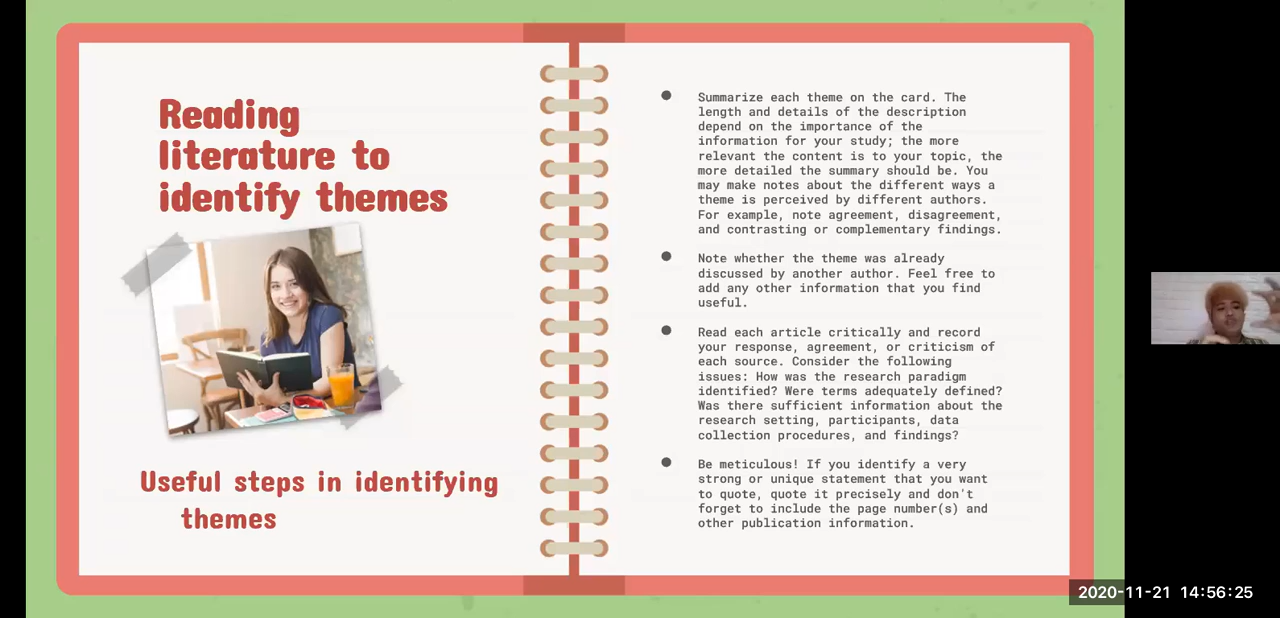 Reading
literature to
identify themes
Useful steps in identifying
themes
Summarize each theme on the card. The
length and details of the description
depend on the importance of the
information for your study; the more
relevant the content is to your topic, the
more detailed the summary should be. You
may make notes about the different ways a
theme is perceived by different authors.
For example, note agreement, disagreement,
and contrasting or complementary findings.
Note whether the theme was already
discussed by another author. Feel free to
add any other information that you find
useful.
Read each article critically and record
your response, agreement, or criticism of
each source. Consider the following
issues: How was the research paradigm
identified? Were terms adequately defined?
Was there sufficient information about the
research setting, participants, data
collection procedures, and findings?
Be meticulous! If you identify a very
strong or unique statement that you want
to quote, quote it precisely and don't
forget to include the page number(s) and
other publication information.
2020-11-21 14:56:25